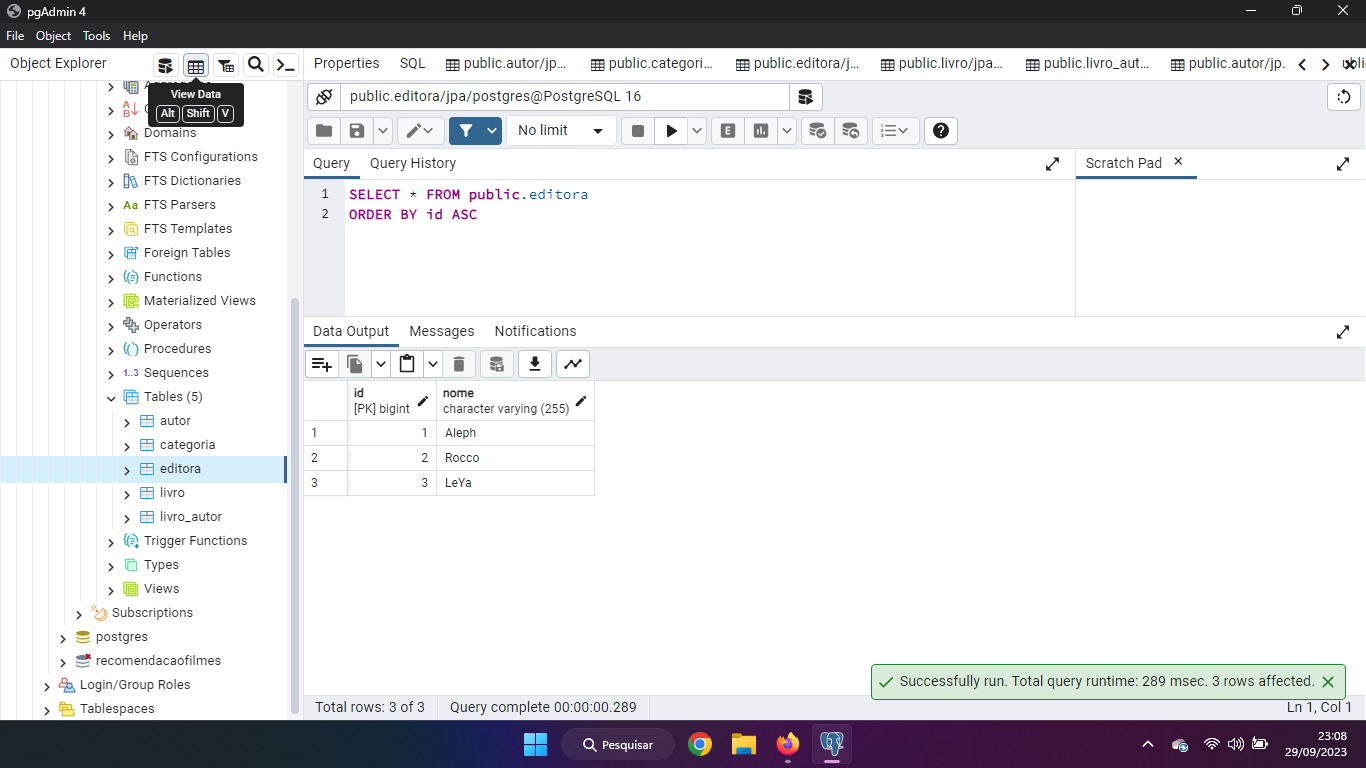 pgAdmin 4
File Object Tools Help
Object Explorer
View Data
Alt Shift V
Domains
FTS Configurations
FTS Dictionaries
Aa FTS Parsers
FTS Templates
Foreign Tables
Functions
Materialized Views
Operators
Procedures
1..3 Sequences
Tables (5)
autor
categoria
editora
livro
livro_autor
Trigger Functions
Types
Views
Subscriptions
postgres
recomendacaofilmes
Login/Group Roles
Tablespaces
Properties SQL public.autor/jp... public.categori... public.editora/j... public.livro/jpa... public.livro_aut... public.autor/jp.
public.editora/jpa/postgres@PostgreSQL 16
No limit E
Query Query History
Scratch Pad
1 SELECT * FROM public.editora
2 ORDER BY id ASC
Data Output Messages Notifications
id nome
[PK] bigint character varying (255)
1 1 Aleph
2 2 Rocco
3 3 LeYa
Successfully run. Total query runtime: 289 msec. 3 rows affected.
Total rows: 3 of 3 Query complete 00:00:00.289 Ln 1, Col 1
Pesquisar
23:08
29/09/2023